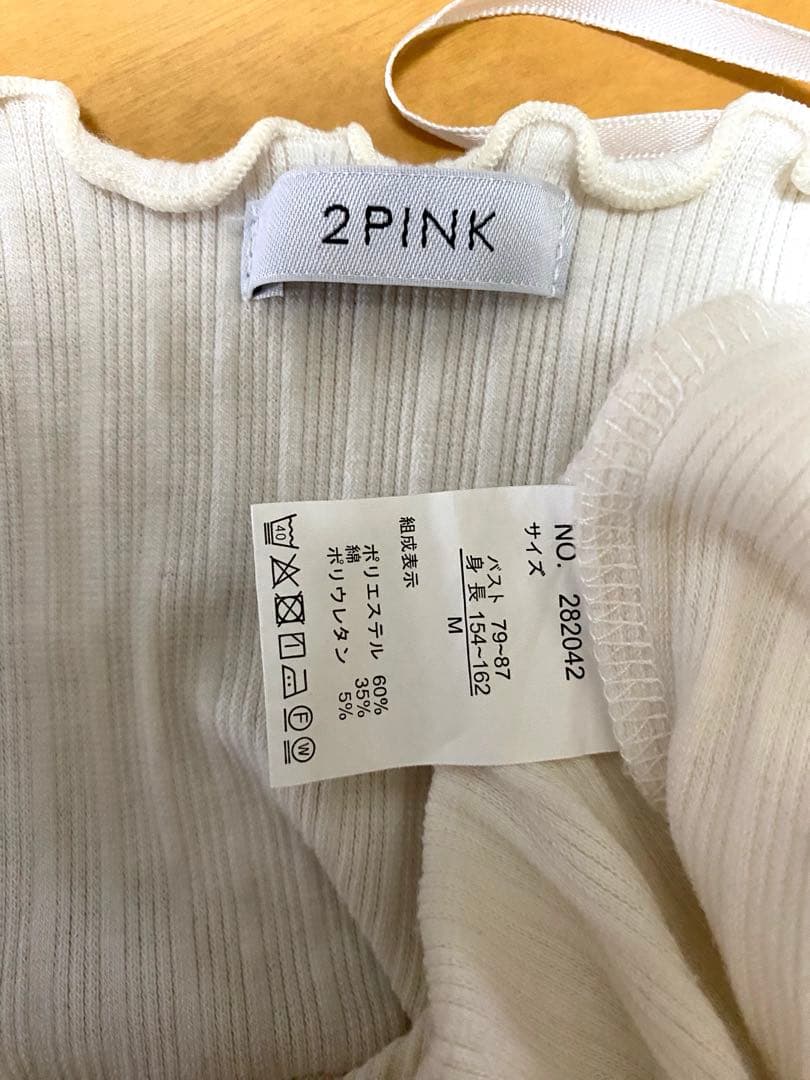 2PINK
NO. 282042
サイズ
バスト 79~87
身長 154~162
M
組成表示
ポリエステル 60%
綿 35%
ポリウレタン 5%
40
F
W